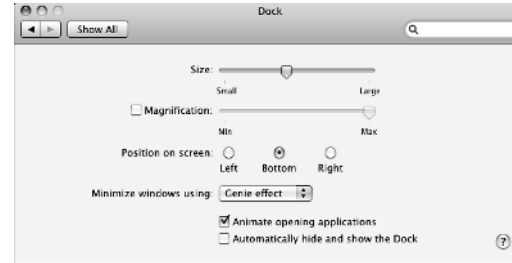 Dock
Show All
Size:
Small Large
Magnification:
Min Max
Position on screen:
Left Bottom Right
Minimize windows using: Genie effect
Animate opening applications
Automatically hide and show the Dock
?